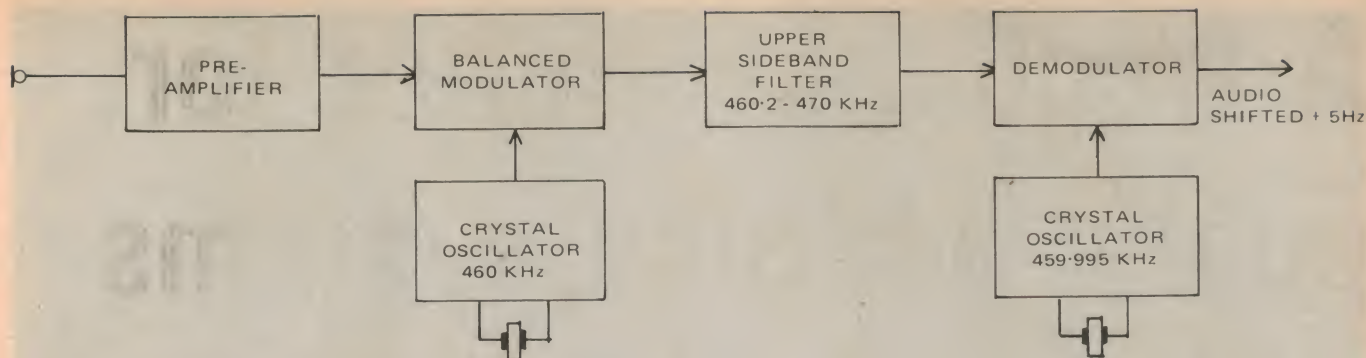 PRE-
AMPLIFIER
BALANCED
MODULATOR
UPPER
SIDEBAND
FILTER
460·2 - 470 KHz
DEMODULATOR
AUDIO
SHIFTED + 5Hz
CRYSTAL
OSCILLATOR
460 KHz
CRYSTAL
OSCILLATOR
459·995 KHz